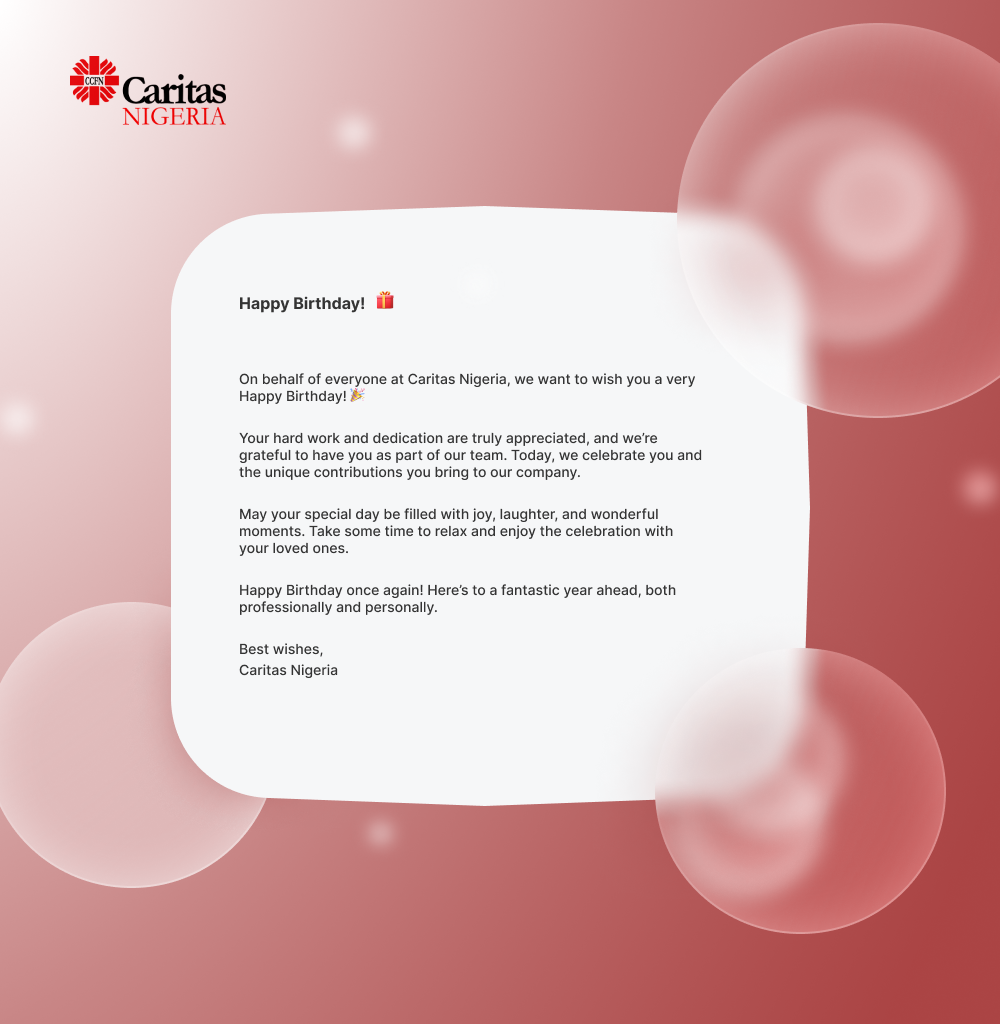 CCFN
Caritas
NIGERIA
Happy Birthday! 🎁
On behalf of everyone at Caritas Nigeria, we want to wish you a very
Happy Birthday! 🎉
Your hard work and dedication are truly appreciated, and we’re
grateful to have you as part of our team. Today, we celebrate you and
the unique contributions you bring to our company.
May your special day be filled with joy, laughter, and wonderful
moments. Take some time to relax and enjoy the celebration with
your loved ones.
Happy Birthday once again! Here’s to a fantastic year ahead, both
professionally and personally.
Best wishes,
Caritas Nigeria